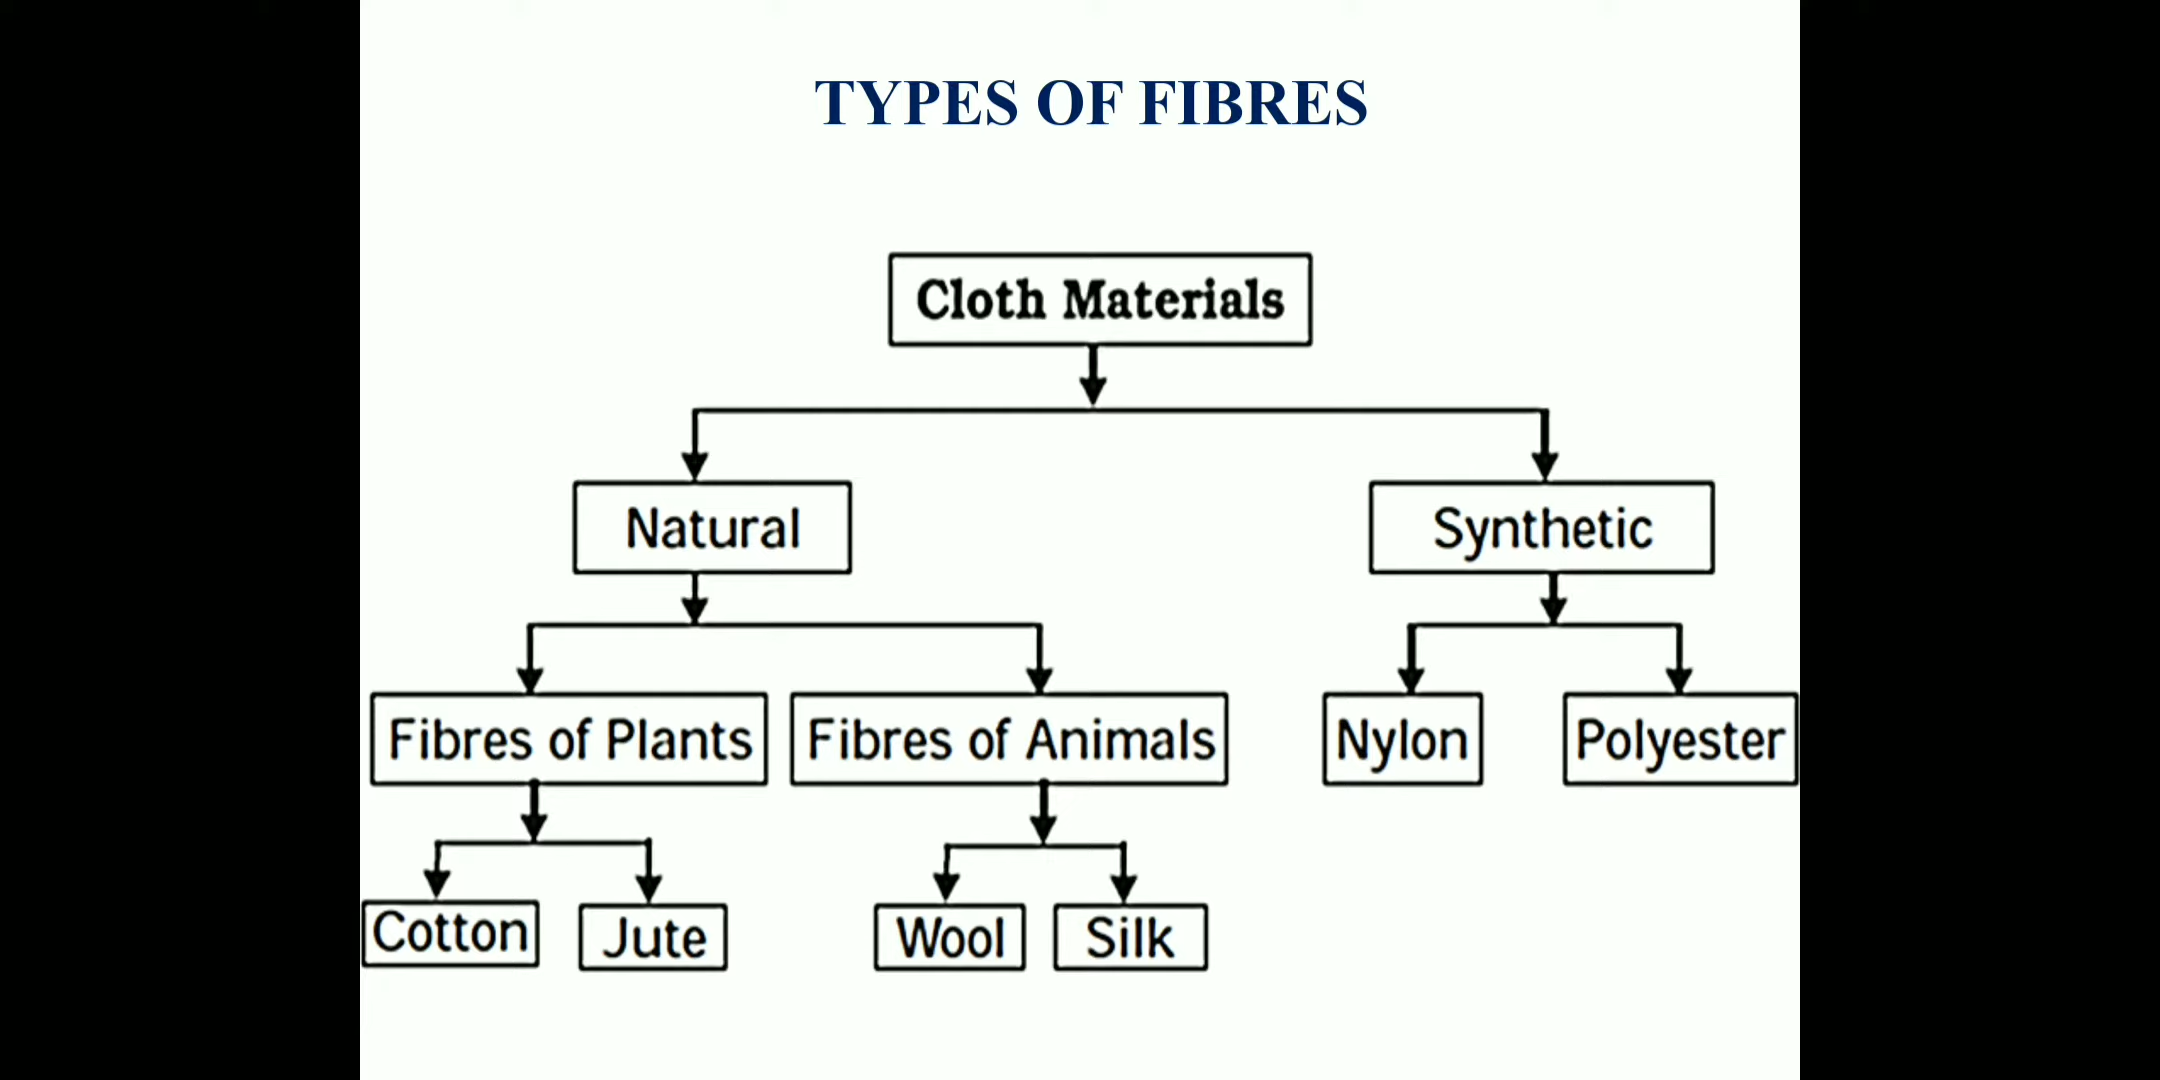 TYPES OF FIBRES
Cloth Materials
Natural
Synthetic
Fibres of Plants
Fibres of Animals
Nylon
Polyester
Cotton
Jute
Wool
Silk